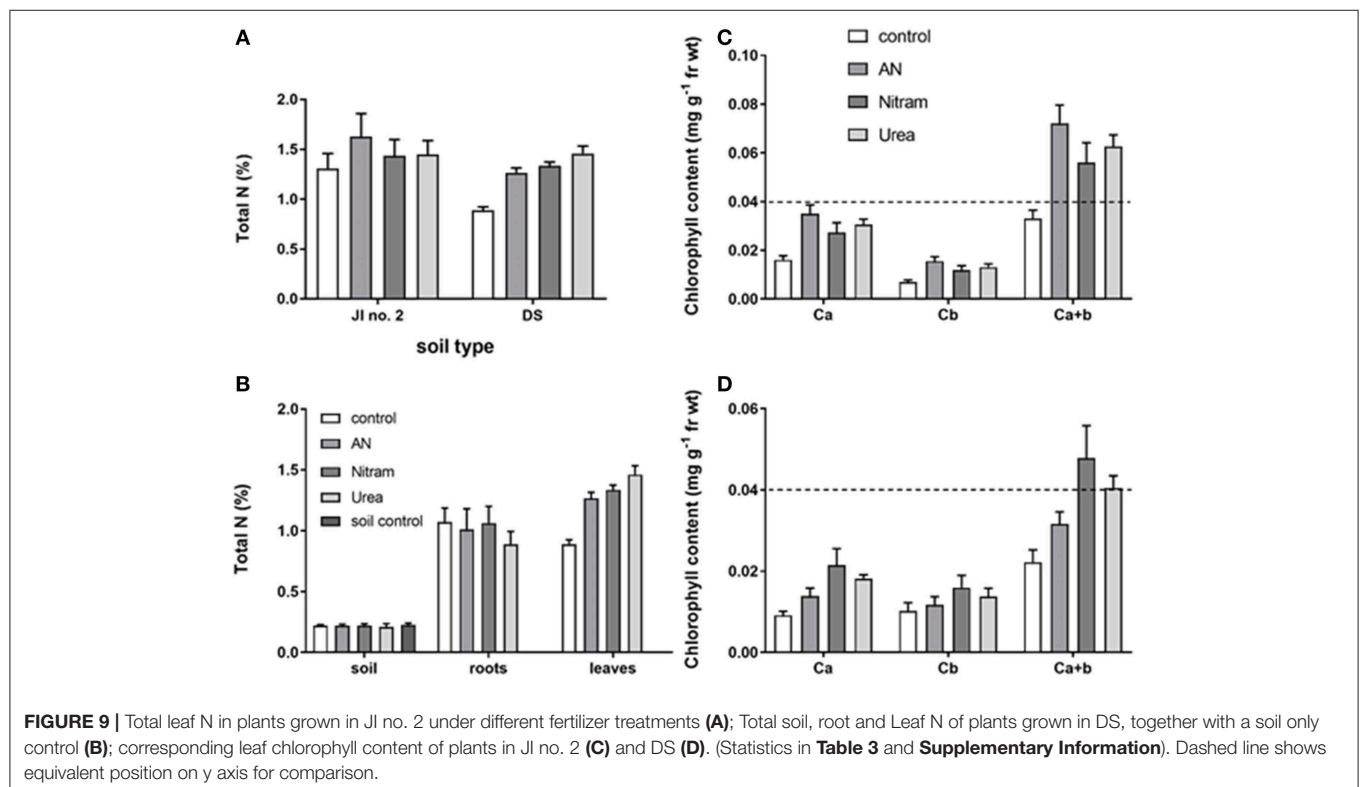 A
Total N (%)
2.0
1.5
1.0
0.5
0.0
JI no. 2 DS
soil type
C
control
AN
Nitram
Urea
Chlorophyll content (mg g-1 fr wt)
0.10
0.08
0.06
0.04
0.02
0.00
Ca Cb Ca+b
B
Total N (%)
2.0
1.5
1.0
0.5
0.0
control
AN
Nitram
Urea
soil control
soil roots leaves
D
Chlorophyll content (mg g-1 fr wt)
0.06
0.04
0.02
0.00
Ca Cb Ca+b
FIGURE 9 | Total leaf N in plants grown in JI no. 2 under different fertilizer treatments (A); Total soil, root and Leaf N of plants grown in DS, together with a soil only
control (B); corresponding leaf chlorophyll content of plants in JI no. 2 (C) and DS (D). (Statistics in Table 3 and Supplementary Information). Dashed line shows
equivalent position on y axis for comparison.